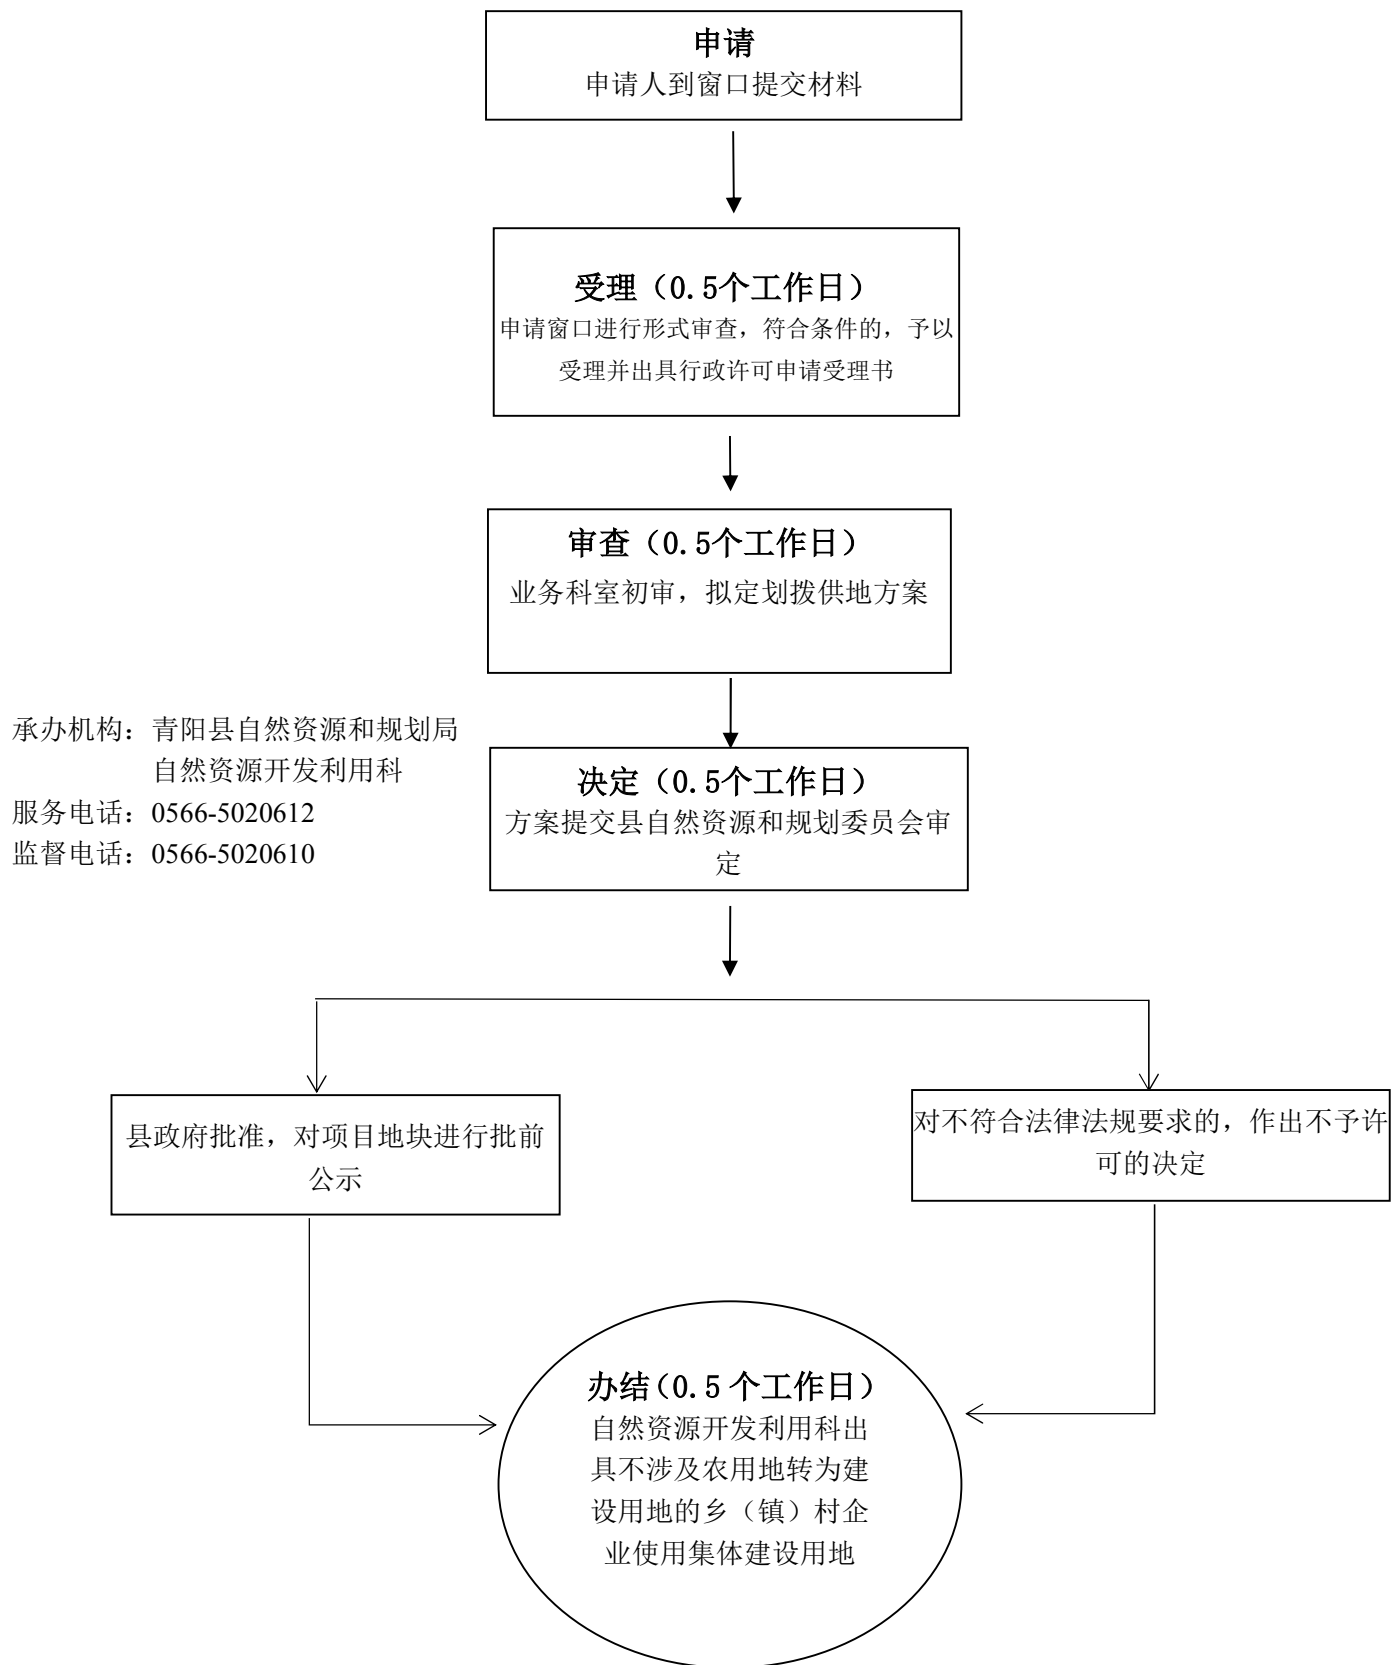 申请
申请人到窗口提交材料
受理（0.5个工作日）
申请窗口进行形式审查，符合条件的，予以
受理并出具行政许可申请受理书
审查（0.5个工作日）
业务科室初审，拟定划拨供地方案
承办机构：青阳县自然资源和规划局
自然资源开发利用科
服务电话：0566-5020612
监督电话：0566-5020610
决定（0.5个工作日）
方案提交县自然资源和规划委员会审
定
县政府批准，对项目地块进行批前
公示
对不符合法律法规要求的，作出不予许
可的决定
办结（0.5 个工作日）
自然资源开发利用科出
具不涉及农用地转为建
设用地的乡（镇）村企
业使用集体建设用地